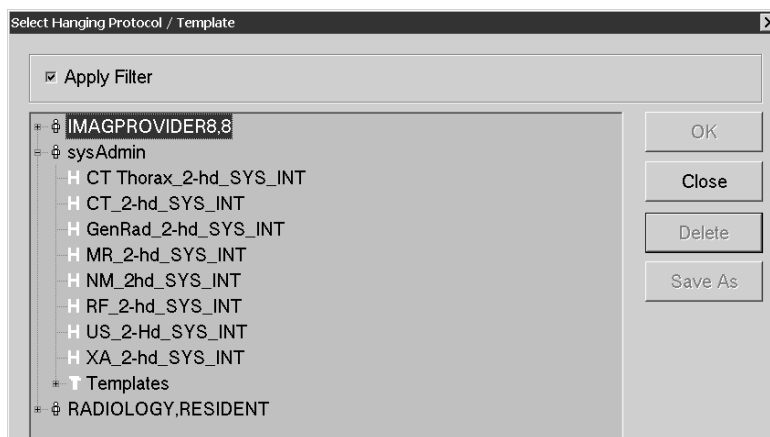 Select Hanging Protocol / Template
Apply Filter
IMAGPROVIDER8,8
sysAdmin
H CT Thorax_2-hd_SYS_INT
H CT_2-hd_SYS_INT
H GenRad_2-hd_SYS_INT
H MR_2-hd_SYS_INT
H NM_2hd_SYS_INT
H RF_2-hd_SYS_INT
H US_2-Hd_SYS_INT
H XA_2-hd_SYS_INT
T Templates
RADIOLOGY,RESIDENT
OK
Close
Delete
Save As